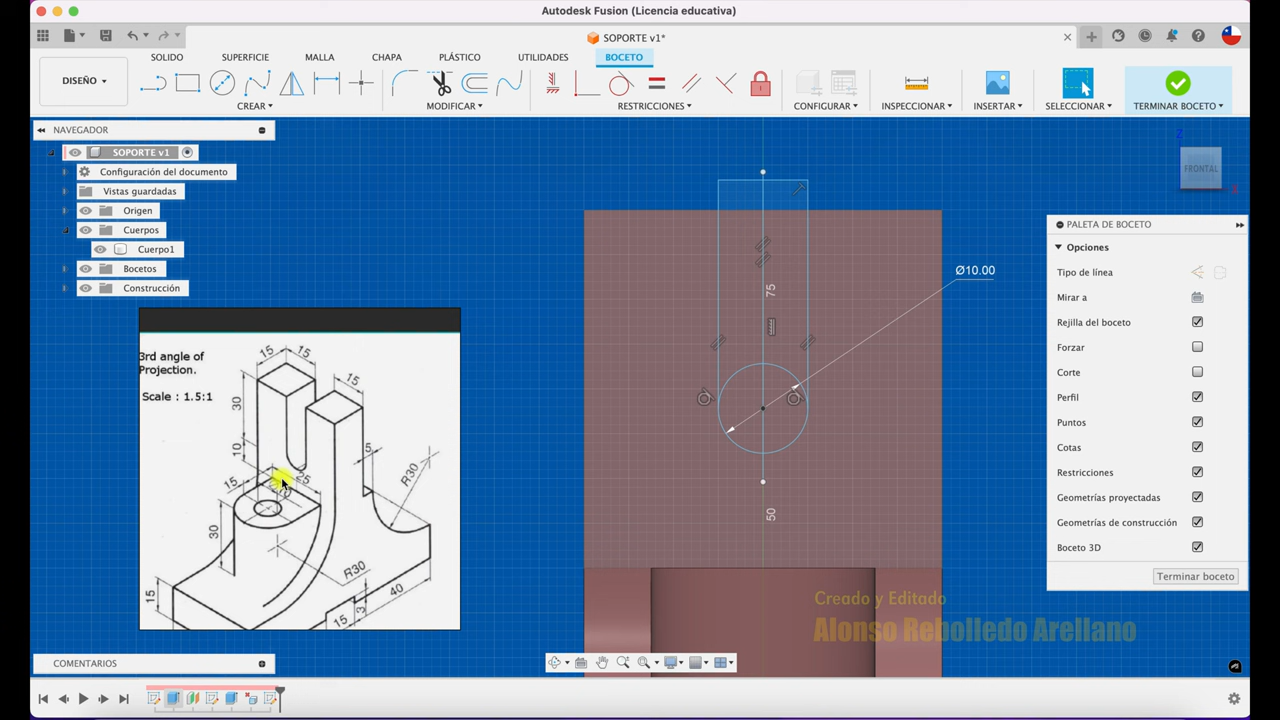 Autodesk Fusion (Licencia educativa)
SOPORTE v1*
SOLIDO SUPERFICIE MALLA CHAPA PLÁSTICO UTILIDADES BOCETO
DISEÑO
CREAR MODIFICAR RESTRICCIONES CONFIGURAR INSPECCIONAR INSERTAR SELECCIONAR TERMINAR BOCETO
NAVEGADOR
SOPORTE v1
Configuración del documento
Vistas guardadas
Origen
Cuerpos
Cuerpo1
Bocetos
Construcción
3rd angle of
Projection.
Scale : 1.5:1
15
15
15
30
10
5
R30
15
25
30
R30
40
15
3
15
Z
FRONTAL
X
Ø10.00
75
50
PALETA DE BOCETO
Opciones
Tipo de línea
Mirar a
Rejilla del boceto
Forzar
Corte
Perfil
Puntos
Cotas
Restricciones
Geometrías proyectadas
Geometrías de construcción
Boceto 3D
Terminar boceto
Creado y Editado
Alonso Rebolledo Arellano
COMENTARIOS